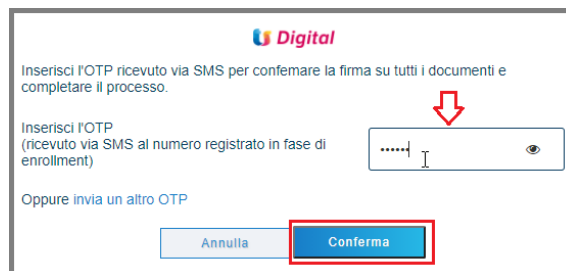 U Digital
Inserisci l'OTP ricevuto via SMS per confemare la firma su tutti i documenti e
completare il processo.
Inserisci l'OTP
(ricevuto via SMS al numero registrato in fase di
enrollment)
••••••
Oppure invia un altro OTP
Annulla
Conferma